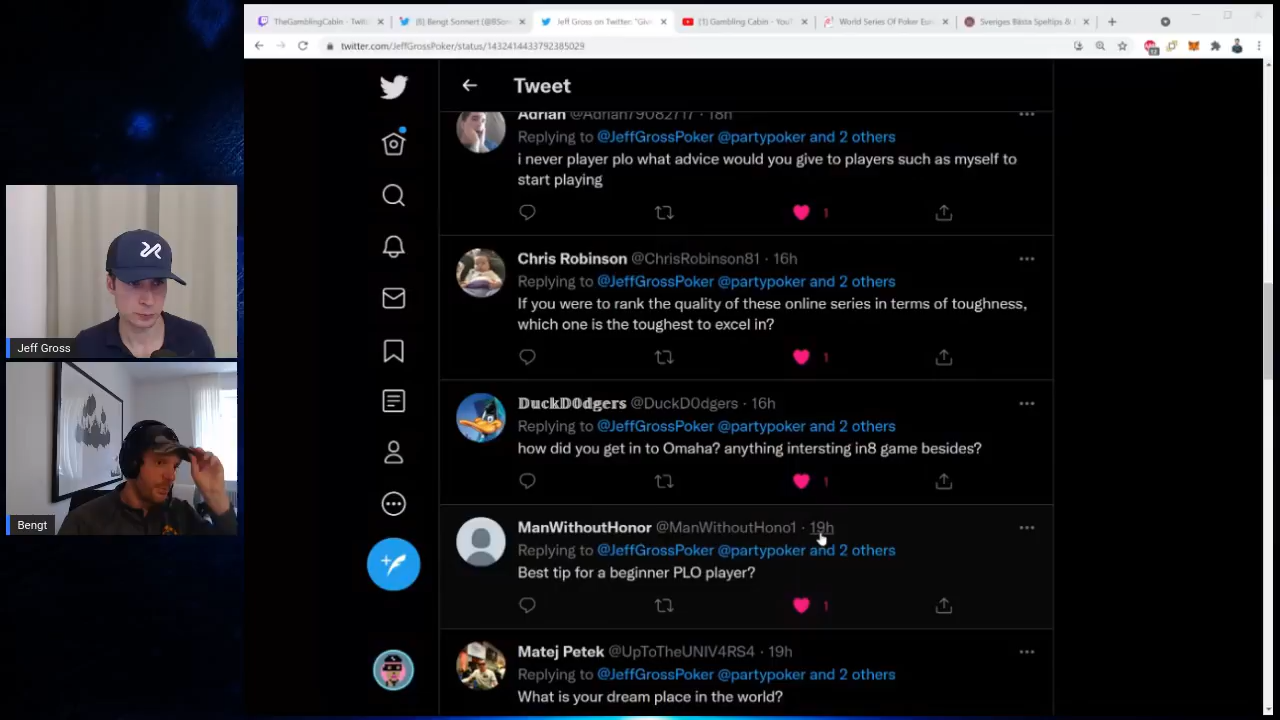 TheGamblingCabin - Twit
Bengt Sonnert (@BSon
Jeff Gross on Twitter: "Giv
(1) Gambling Cabin - You
World Series Of Poker Eur
Sveriges Bästa Speltips &
twitter.com/JeffGrossPoker/status/1432414433792385029
Tweet
Adrian @Adrian79082717 · 18h
Replying to @JeffGrossPoker @partypoker and 2 others
i never player plo what advice would you give to players such as myself to
start playing
1
Chris Robinson @ChrisRobinson81 · 16h
Replying to @JeffGrossPoker @partypoker and 2 others
If you were to rank the quality of these online series in terms of toughness,
which one is the toughest to excel in?
1
𝔻𝕦𝕔𝕜𝔻𝟘𝕕𝕘𝕖𝕣𝕤 @DuckD0dgers · 16h
Replying to @JeffGrossPoker @partypoker and 2 others
how did you get in to Omaha? anything intersting in8 game besides?
1
ManWithoutHonor @ManWithoutHono1 · 19h
Replying to @JeffGrossPoker @partypoker and 2 others
Best tip for a beginner PLO player?
1
Matej Petek @UpToTheUNIV4RS4 · 19h
Replying to @JeffGrossPoker @partypoker and 2 others
What is your dream place in the world?
Jeff Gross
Bengt